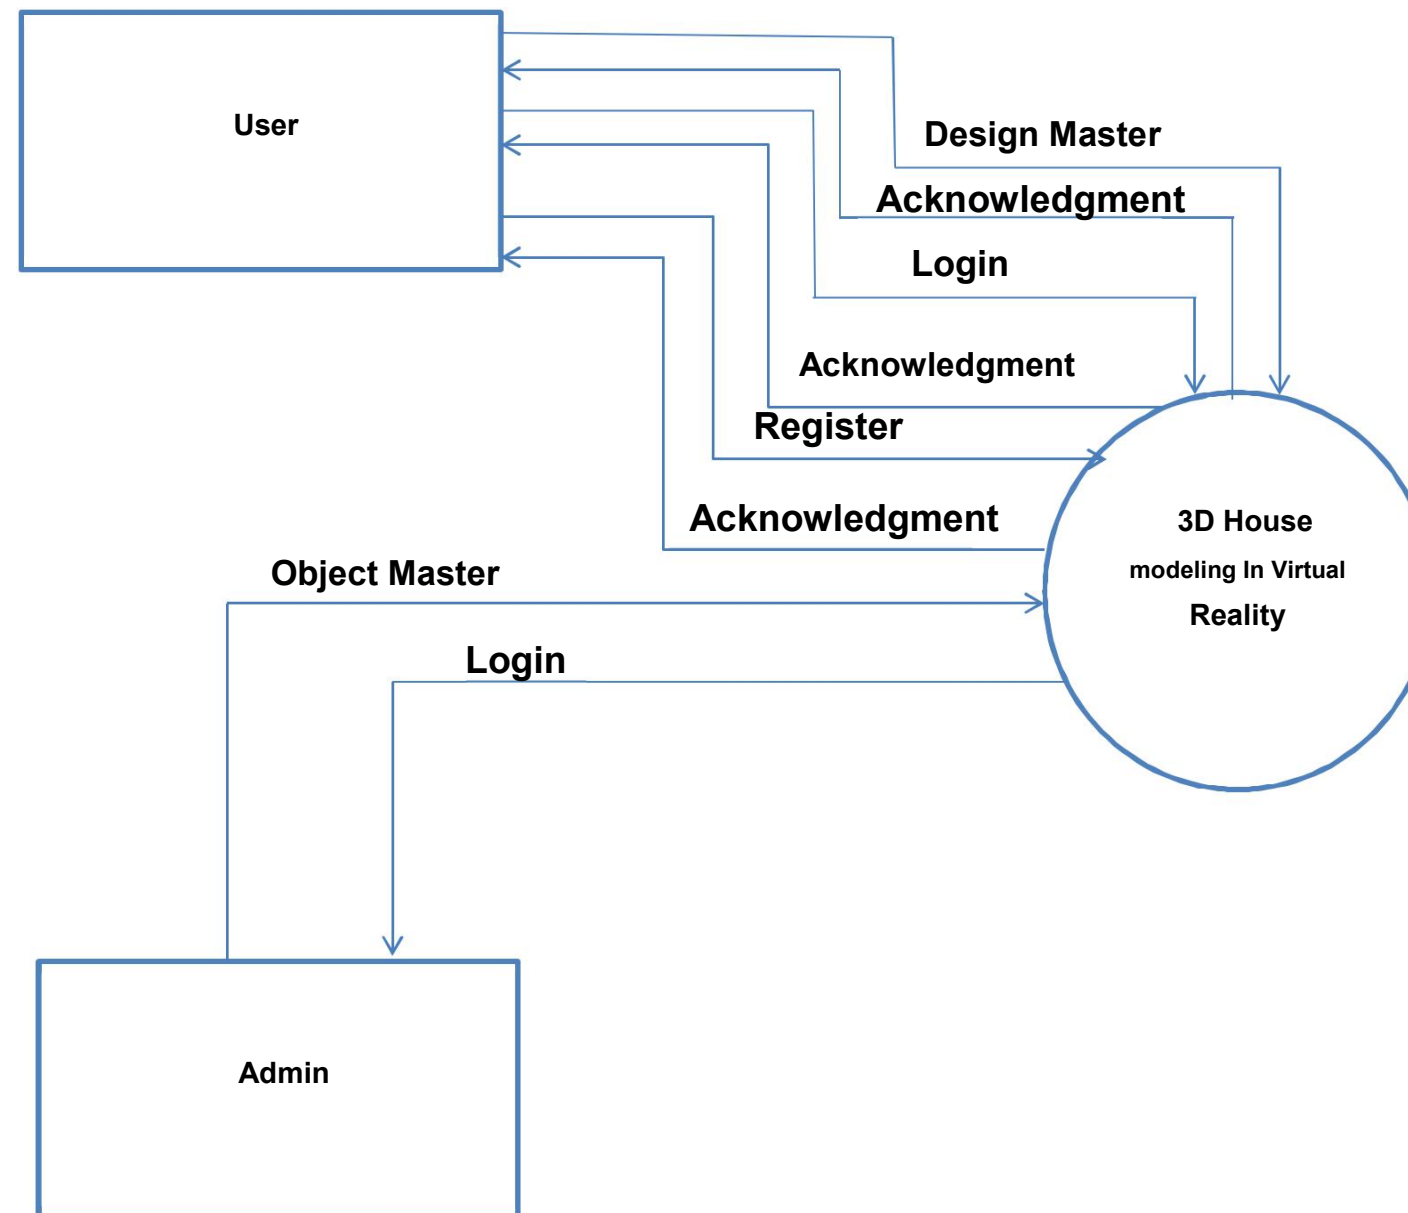 User
Design Master
Acknowledgment
Login
Acknowledgment
Register
Acknowledgment
3D House
modeling In Virtual
Reality
Object Master
Login
Admin